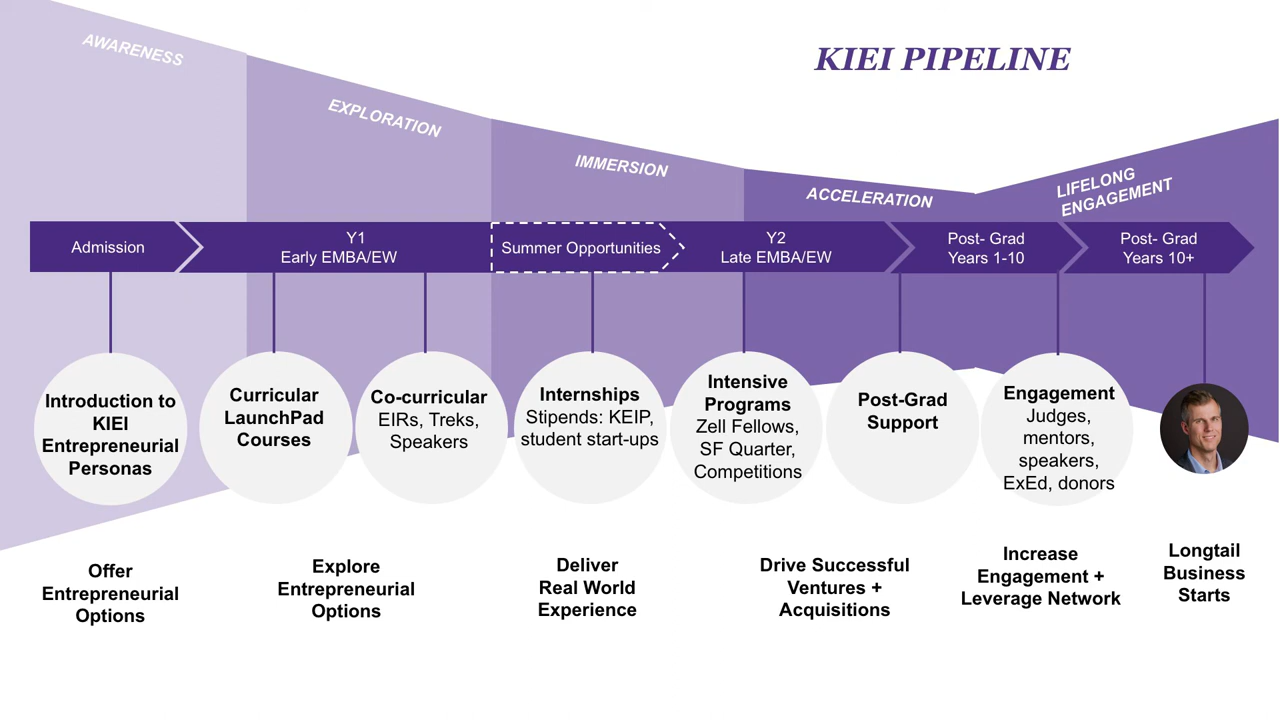 KIEI PIPELINE
AWARENESS
EXPLORATION
IMMERSION
ACCELERATION
LIFELONG
ENGAGEMENT
Admission
Y1
Early EMBA/EW
Summer Opportunities
Y2
Late EMBA/EW
Post- Grad
Years 1-10
Post- Grad
Years 10+
Introduction to
KIEI
Entrepreneurial
Personas
Curricular
LaunchPad
Courses
Co-curricular
EIRs, Treks,
Speakers
Internships
Stipends: KEIP,
student start-ups
Intensive
Programs
Zell Fellows,
SF Quarter,
Competitions
Post-Grad
Support
Engagement
Judges,
mentors,
speakers,
ExEd, donors
Offer
Entrepreneurial
Options
Explore
Entrepreneurial
Options
Deliver
Real World
Experience
Drive Successful
Ventures +
Acquisitions
Increase
Engagement +
Leverage Network
Longtail
Business
Starts